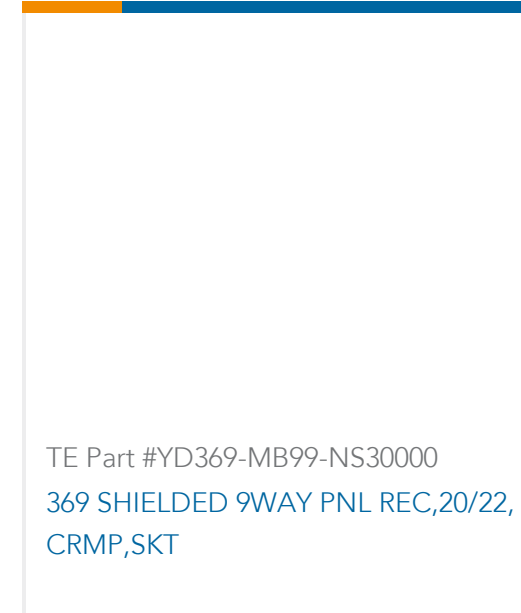 TE Part #YD369-MB99-NS30000
369 SHIELDED 9WAY PNL REC,20/22,
CRMP,SKT